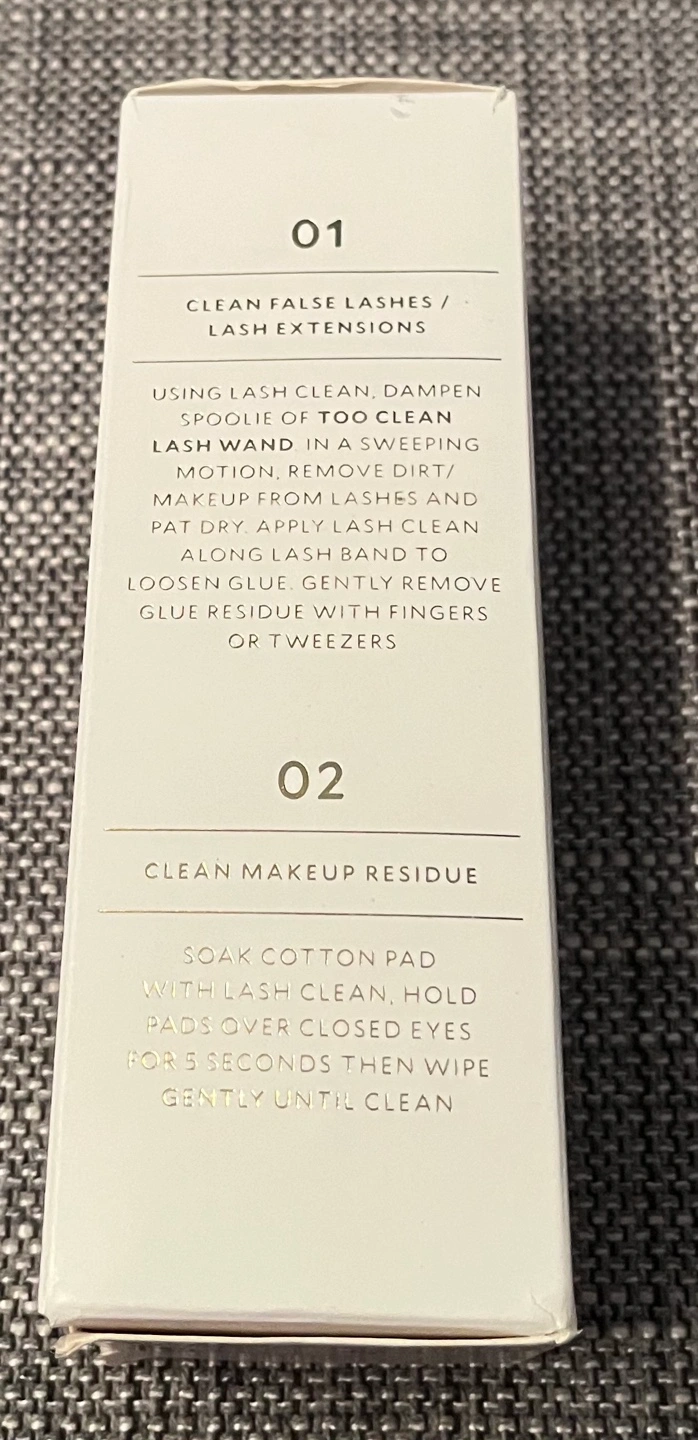 01
CLEAN FALSE LASHES /
LASH EXTENSIONS
USING LASH CLEAN, DAMPEN
SPOOLIE OF TOO CLEAN
LASH WAND. IN A SWEEPING
MOTION, REMOVE DIRT/
MAKEUP FROM LASHES AND
PAT DRY. APPLY LASH CLEAN
ALONG LASH BAND TO
LOOSEN GLUE. GENTLY REMOVE
GLUE RESIDUE WITH FINGERS
OR TWEEZERS
02
CLEAN MAKEUP RESIDUE
SOAK COTTON PAD
WITH LASH CLEAN, HOLD
PADS OVER CLOSED EYES
FOR 5 SECONDS THEN WIPE
GENTLY UNTIL CLEAN